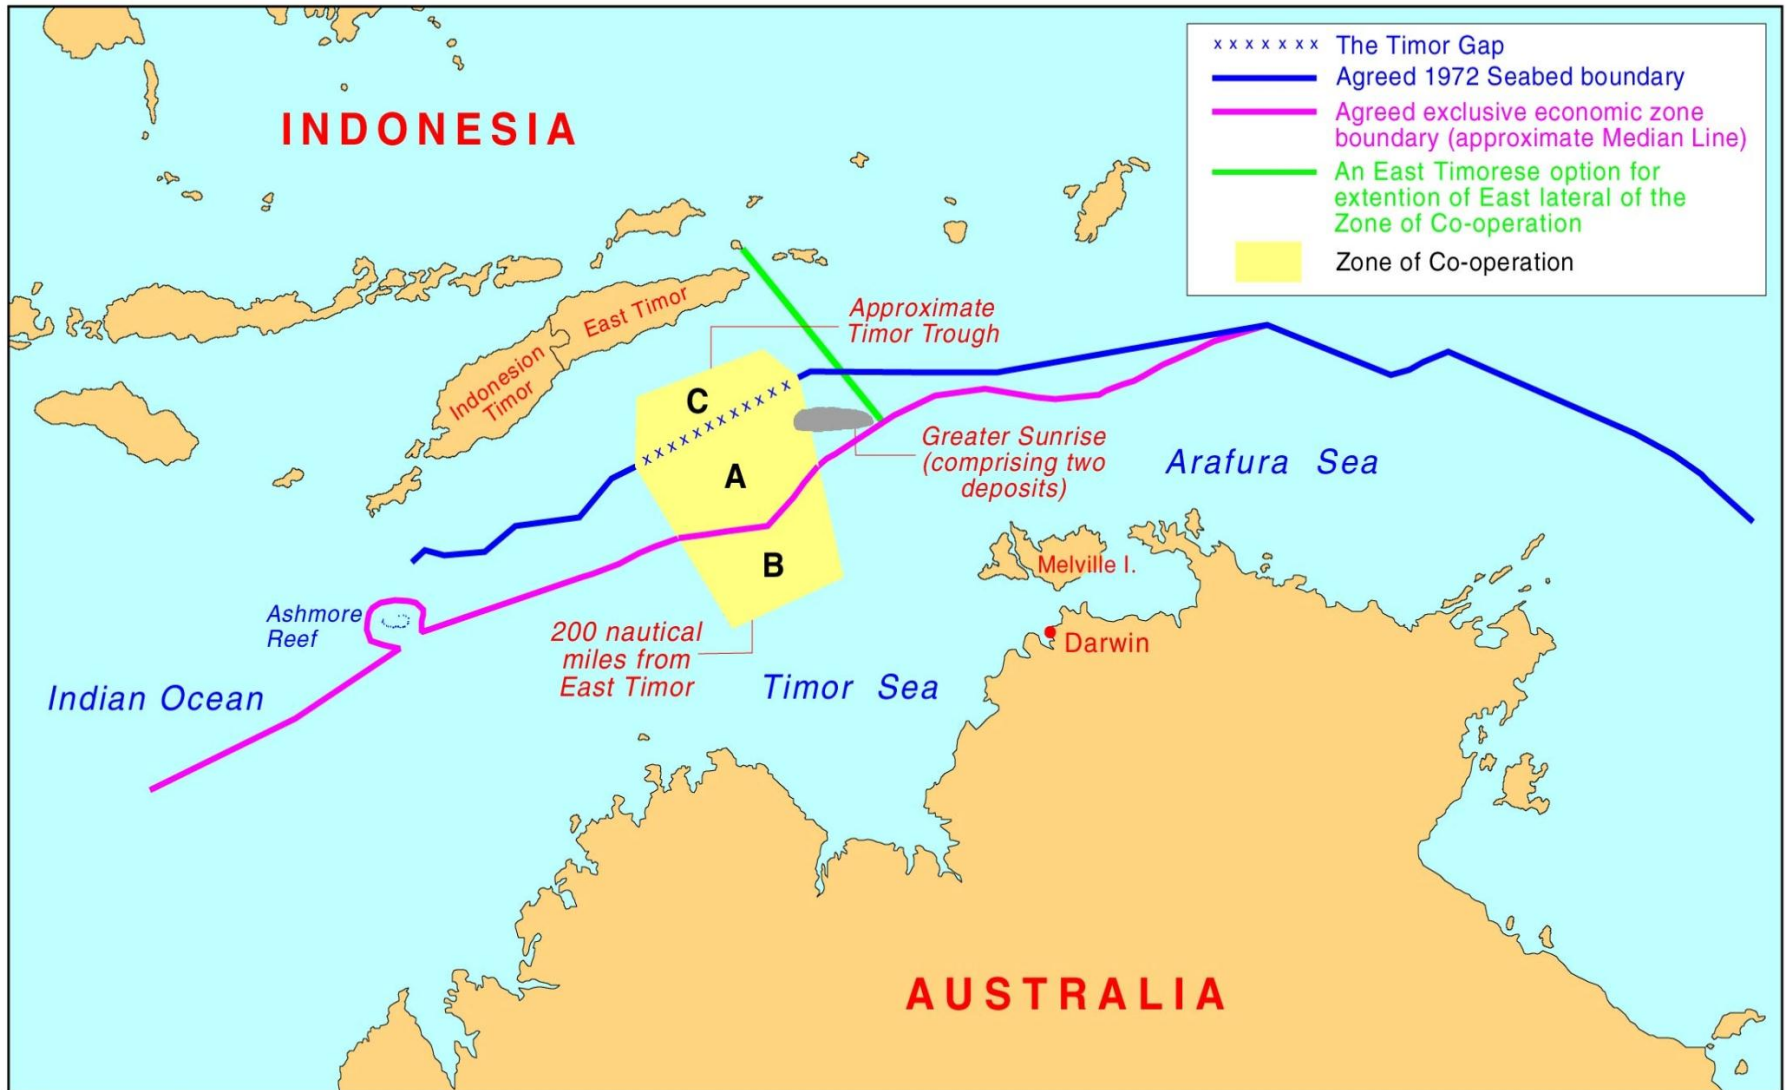 x x x x x x x The Timor Gap
Agreed 1972 Seabed boundary
Agreed exclusive economic zone
boundary (approximate Median Line)
An East Timorese option for
extention of East lateral of the
Zone of Co-operation
Zone of Co-operation
INDONESIA
East Timor
Indonesion
Timor
Approximate
Timor Trough
C
x x x x x x x x x x x x x
A
B
Greater Sunrise
(comprising two
deposits)
Arafura Sea
Melville I.
Darwin
Ashmore
Reef
200 nautical
miles from
East Timor
Indian Ocean
Timor Sea
AUSTRALIA